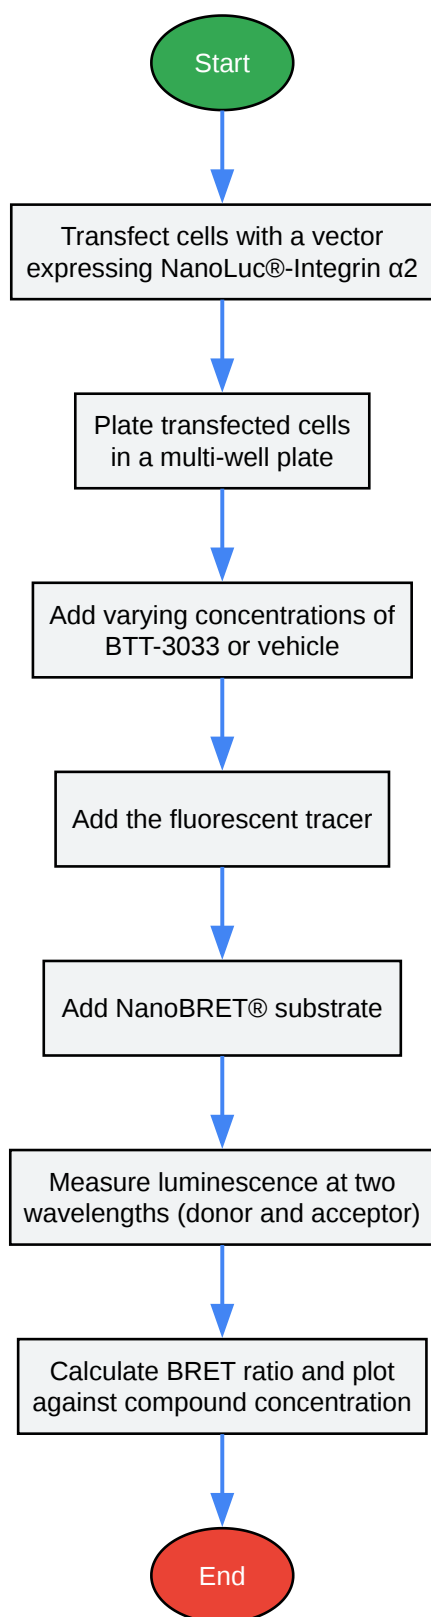 Start
Transfect cells with a vector
expressing NanoLuc®-Integrin α2
Plate transfected cells
in a multi-well plate
Add varying concentrations of
BTT-3033 or vehicle
Add the fluorescent tracer
Add NanoBRET® substrate
Measure luminescence at two
wavelengths (donor and acceptor)
Calculate BRET ratio and plot
against compound concentration
End